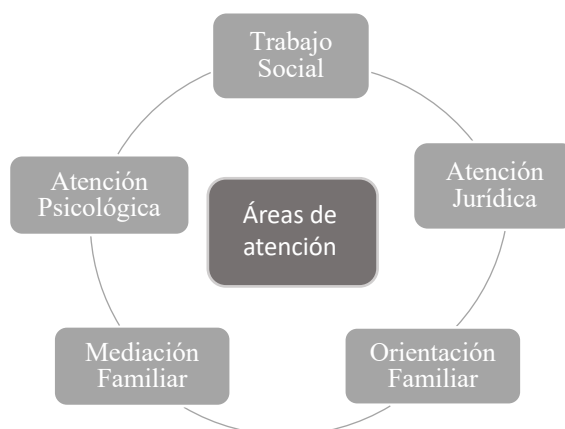 Trabajo
Social
Atención
Jurídica
Orientación
Familiar
Mediación
Familiar
Atención
Psicológica
Áreas de
atención